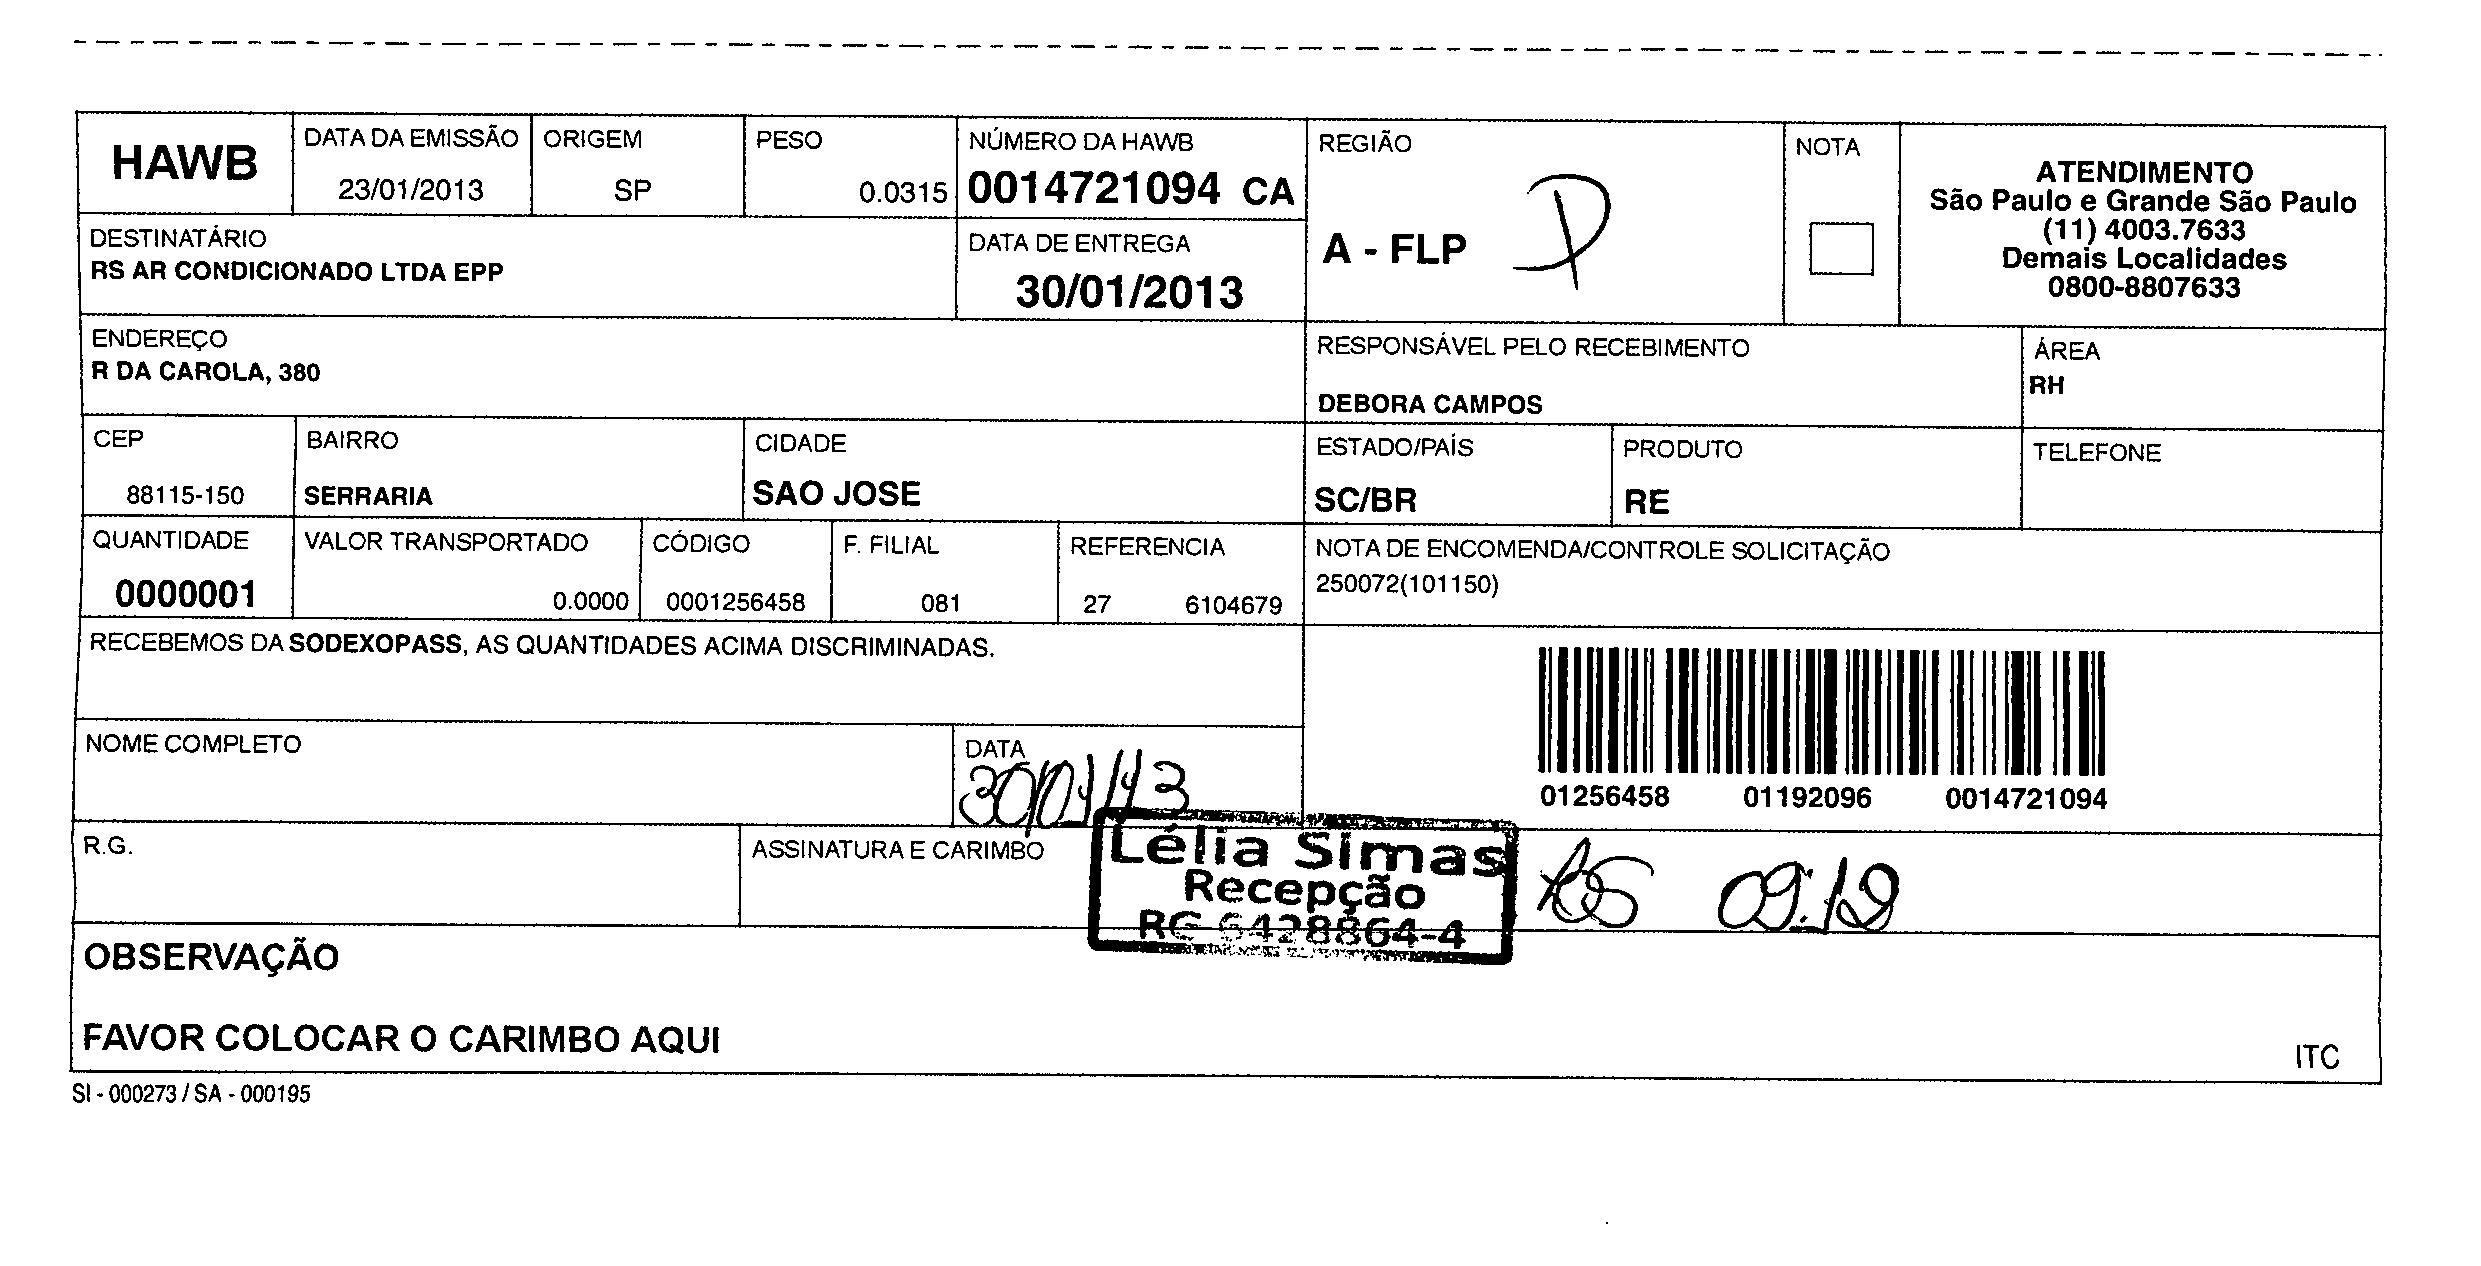 HAWB
DATA DA EMISSÃO
23/01/2013
ORIGEM
SP
PESO
0.0315
NÚMERO DA HAWB
0014721094 CA
REGIÃO
A - FLP
NOTA
ATENDIMENTO
São Paulo e Grande São Paulo
(11) 4003.7633
Demais Localidades
0800-8807633
DESTINATÁRIO
RS AR CONDICIONADO LTDA EPP
DATA DE ENTREGA
30/01/2013
ENDEREÇO
R DA CAROLA, 380
RESPONSÁVEL PELO RECEBIMENTO
DEBORA CAMPOS
ÁREA
RH
CEP
88115-150
BAIRRO
SERRARIA
CIDADE
SAO JOSE
ESTADO/PAÍS
SC/BR
PRODUTO
RE
TELEFONE
QUANTIDADE
0000001
VALOR TRANSPORTADO
0.0000
CÓDIGO
0001256458
F. FILIAL
081
REFERENCIA
27 6104679
NOTA DE ENCOMENDA/CONTROLE SOLICITAÇÃO
250072(101150)
RECEBEMOS DA SODEXOPASS, AS QUANTIDADES ACIMA DISCRIMINADAS.
01256458 01192096 0014721094
NOME COMPLETO
DATA
30/01/13
R.G.
ASSINATURA E CARIMBO
Lélia Simas
Recepção
RG 6428864-4
OBSERVAÇÃO
FAVOR COLOCAR O CARIMBO AQUI
ITC
SI - 000273 / SA - 000195